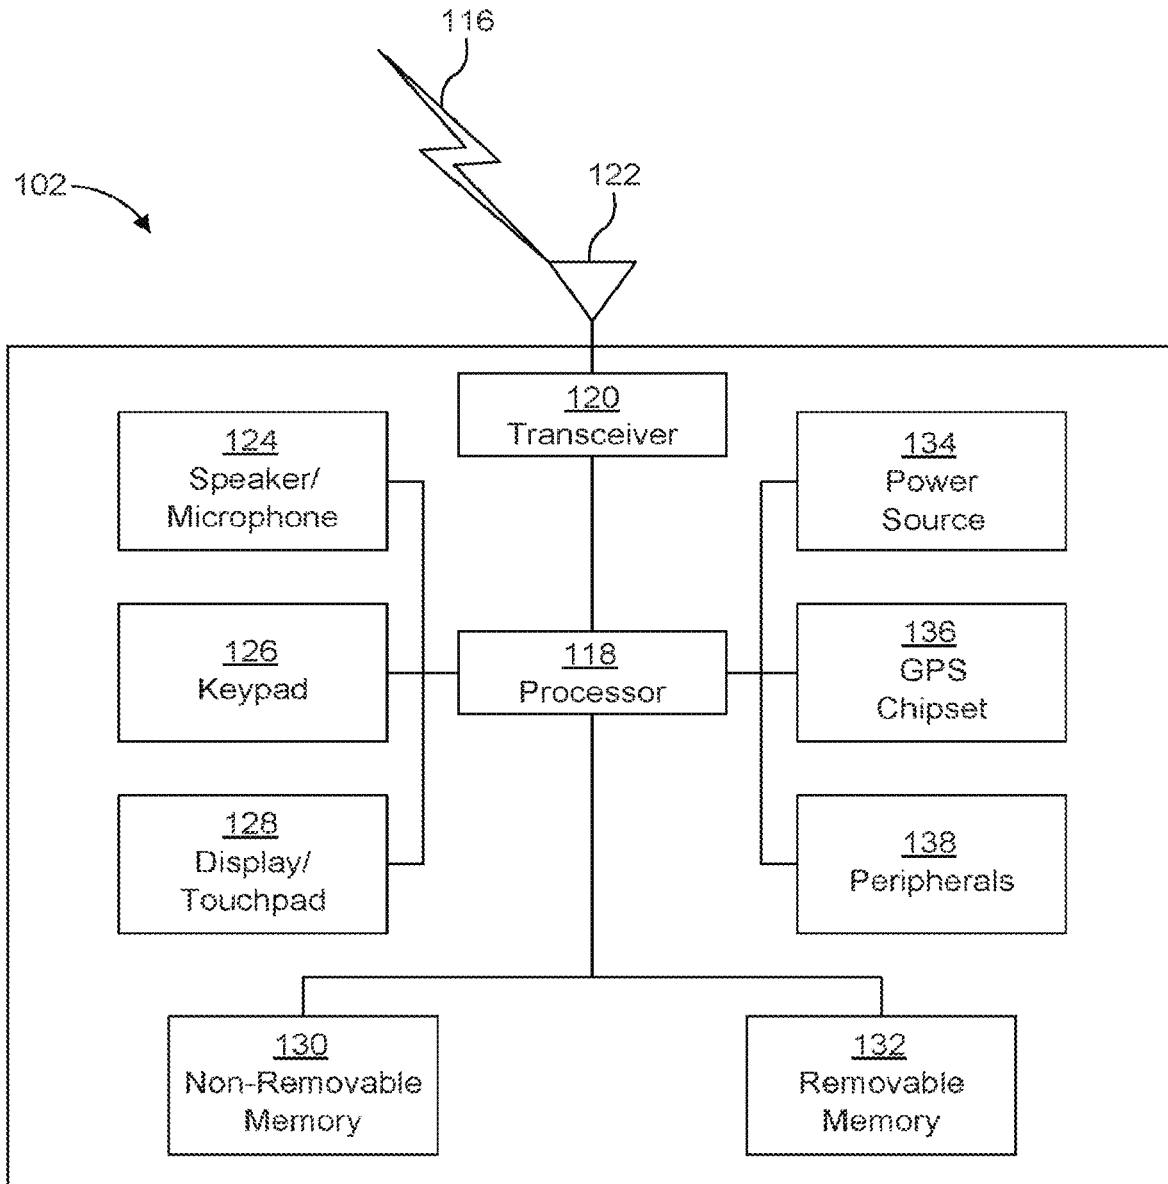 116
102
122
120
Transceiver
124
Speaker/
Microphone
134
Power
Source
126
Keypad
118
Processor
136
GPS
Chipset
128
Display/
Touchpad
138
Peripherals
130
Non-Removable
Memory
132
Removable
Memory